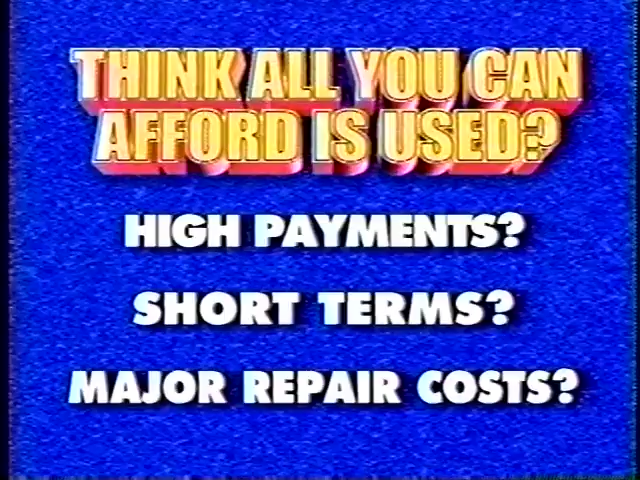 THINK ALL YOU CAN
AFFORD IS USED?
HIGH PAYMENTS?
SHORT TERMS?
MAJOR REPAIR COSTS?